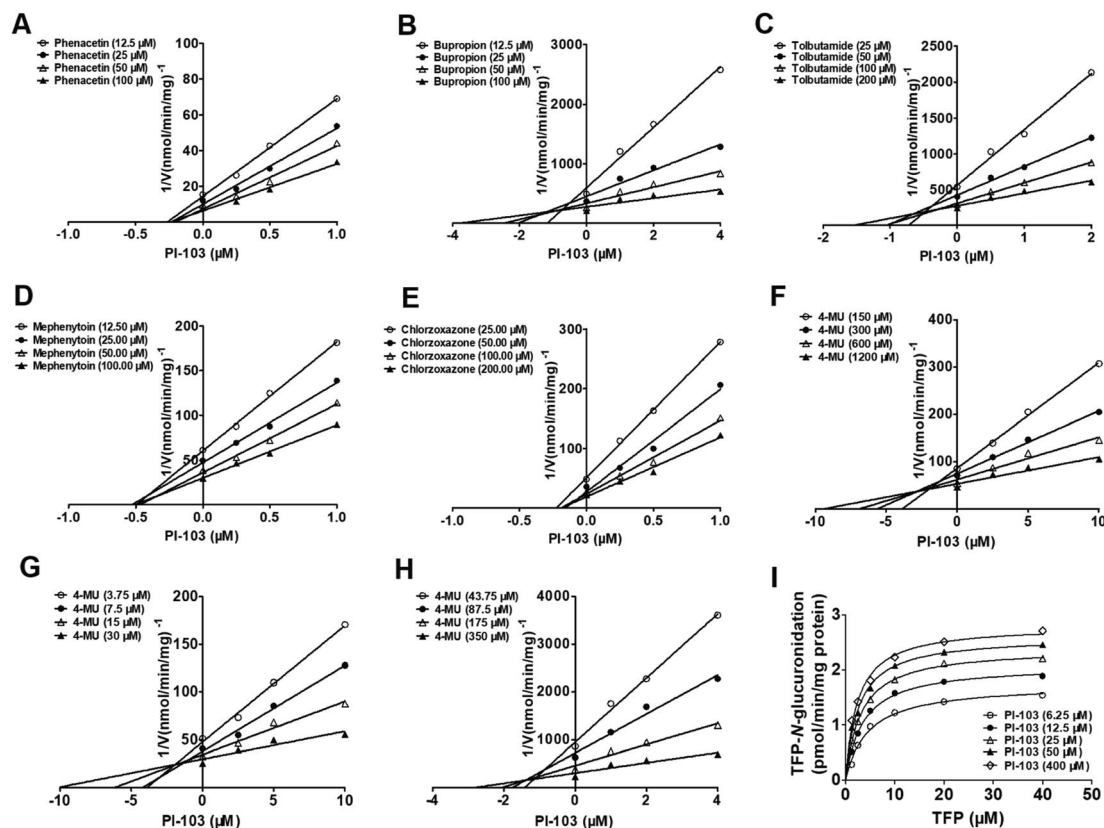 A
Phenacetin (12.5 µM)
Phenacetin (25 µM)
Phenacetin (50 µM)
Phenacetin (100 µM)
1/V(nmol/min/mg)⁻¹
100
80
60
40
20
-1.0 -0.5 0.0 0.5 1.0
PI-103 (µM)
B
Bupropion (12.5 µM)
Bupropion (25 µM)
Bupropion (50 µM)
Bupropion (100 µM)
1/V(nmol/min/mg)⁻¹
3000
2000
1000
-4 -2 0 2 4
PI-103 (µM)
C
Tolbutamide (25 µM)
Tolbutamide (50 µM)
Tolbutamide (100 µM)
Tolbutamide (200 µM)
1/V(nmol/min/mg)⁻¹
2500
2000
1500
1000
500
-2 -1 0 1 2
PI-103 (µM)
D
Mephenytoin (12.50 µM)
Mephenytoin (25.00 µM)
Mephenytoin (50.00 µM)
Mephenytoin (100.00 µM)
1/V(nmol/min/mg)⁻¹
200
150
100
50
-1.0 -0.5 0.0 0.5 1.0
PI-103 (µM)
E
Chlorzoxazone (25.00 µM)
Chlorzoxazone (50.00 µM)
Chlorzoxazone (100.00 µM)
Chlorzoxazone (200.00 µM)
1/V(nmol/min/mg)⁻¹
300
200
100
-1.0 -0.5 0.0 0.5 1.0
PI-103 (µM)
F
4-MU (150 µM)
4-MU (300 µM)
4-MU (600 µM)
4-MU (1200 µM)
1/V(nmol/min/mg)⁻¹
400
300
200
100
-10 -5 0 5 10
PI-103 (µM)
G
4-MU (3.75 µM)
4-MU (7.5 µM)
4-MU (15 µM)
4-MU (30 µM)
1/V(nmol/min/mg)⁻¹
200
150
100
50
-10 -5 0 5 10
PI-103 (µM)
H
4-MU (43.75 µM)
4-MU (87.5 µM)
4-MU (175 µM)
4-MU (350 µM)
1/V(nmol/min/mg)⁻¹
4000
3000
2000
1000
-4 -2 0 2 4
PI-103 (µM)
I
TFP-N-glucuronidation
(pmol/min/mg protein)
3
2
1
0
PI-103 (6.25 µM)
PI-103 (12.5 µM)
PI-103 (25 µM)
PI-103 (50 µM)
PI-103 (400 µM)
0 10 20 30 40 50
TFP (µM)